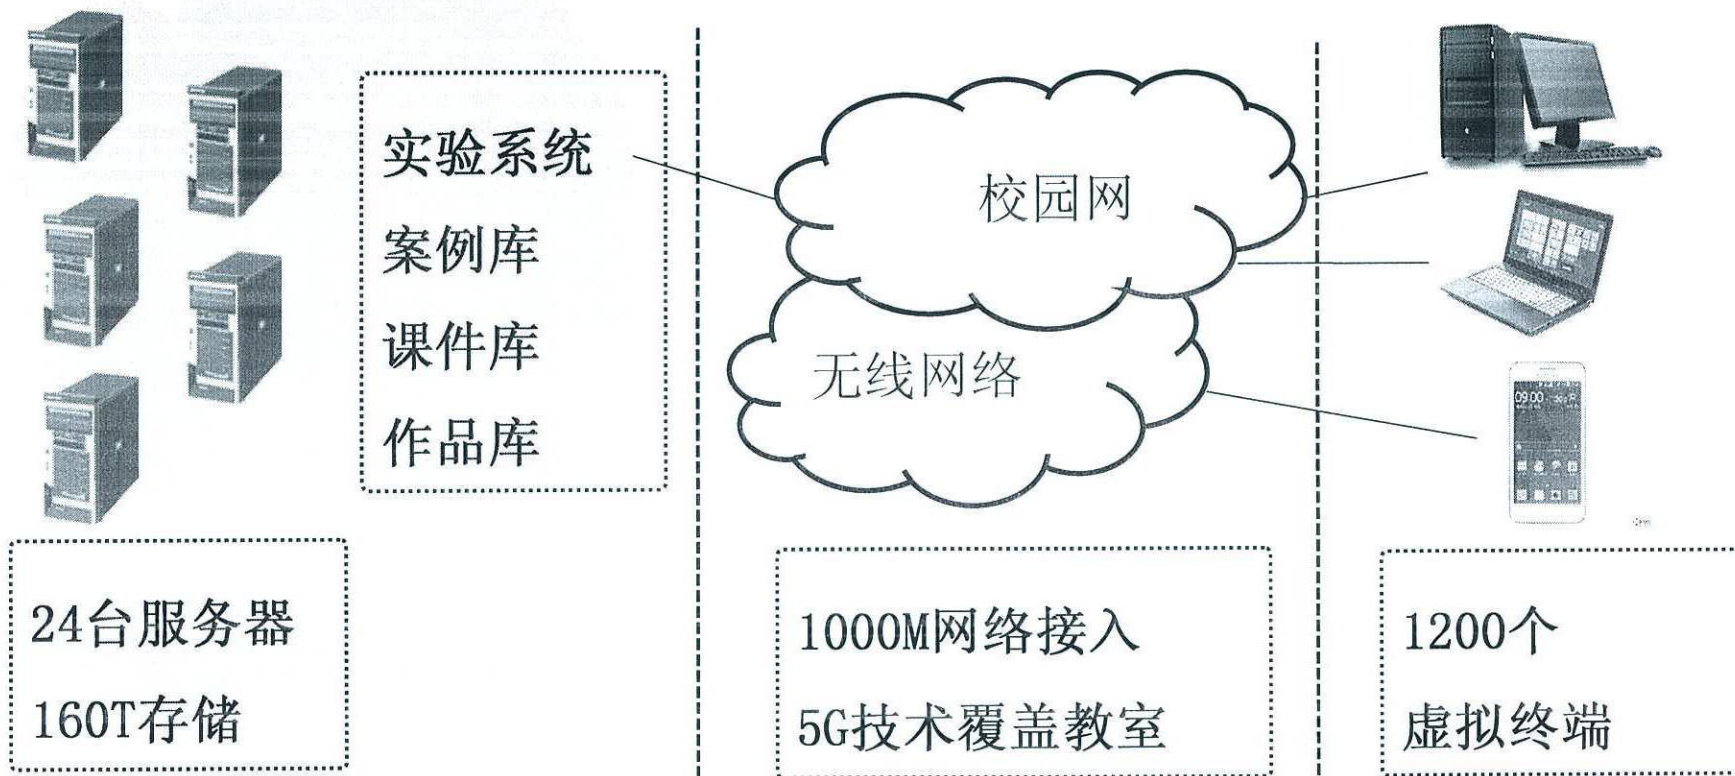 实验系统
案例库
课件库
作品库
校园网
无线网络
09:00
24台服务器
160T存储
1000M网络接入
5G技术覆盖教室
1200个
虚拟终端